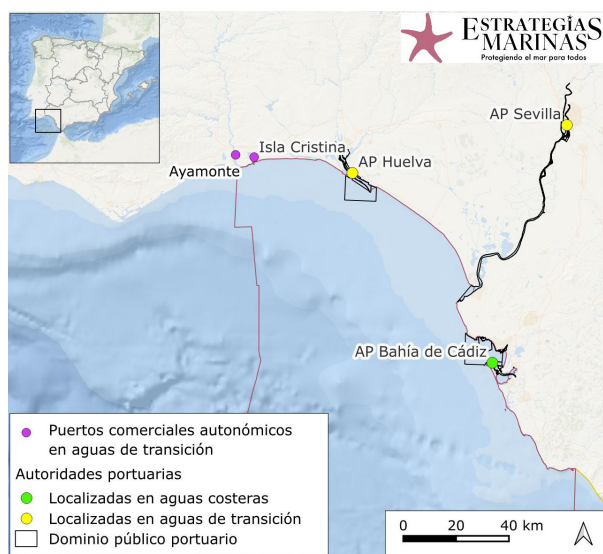 ESTRATEGIAS
MARINAS
Protegiendo el mar para todos
AP Sevilla
Isla Cristina
AP Huelva
Ayamonte
AP Bahía de Cádiz
Puertos comerciales autonómicos
en aguas de transición
Autoridades portuarias
Localizadas en aguas costeras
Localizadas en aguas de transición
Dominio público portuario
0 20 40 km